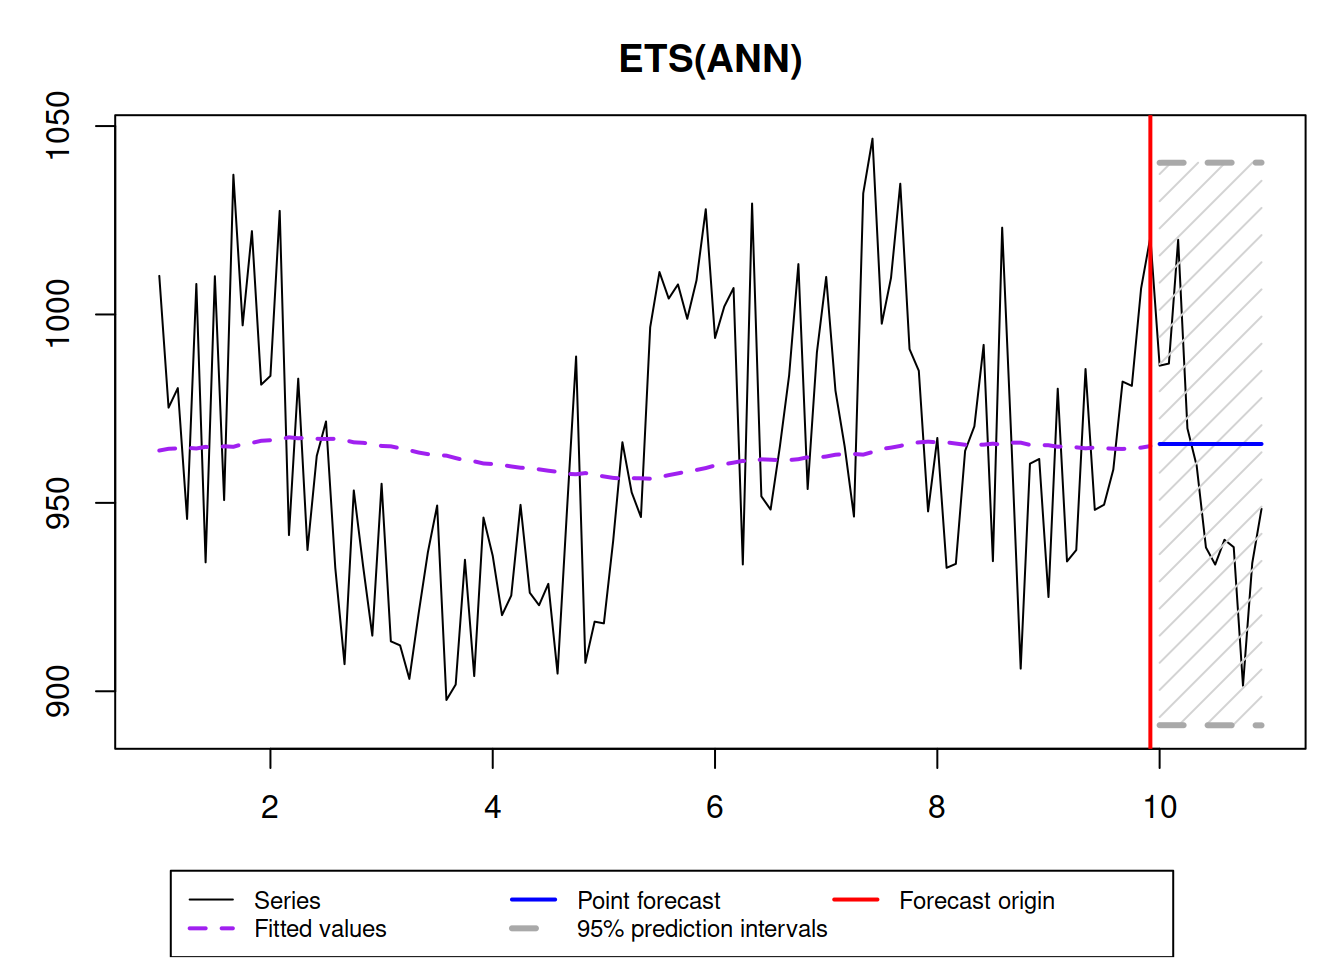 ETS(ANN)
1050
1000
950
900
2 4 6 8 10
Series Point forecast Forecast origin
Fitted values 95% prediction intervals